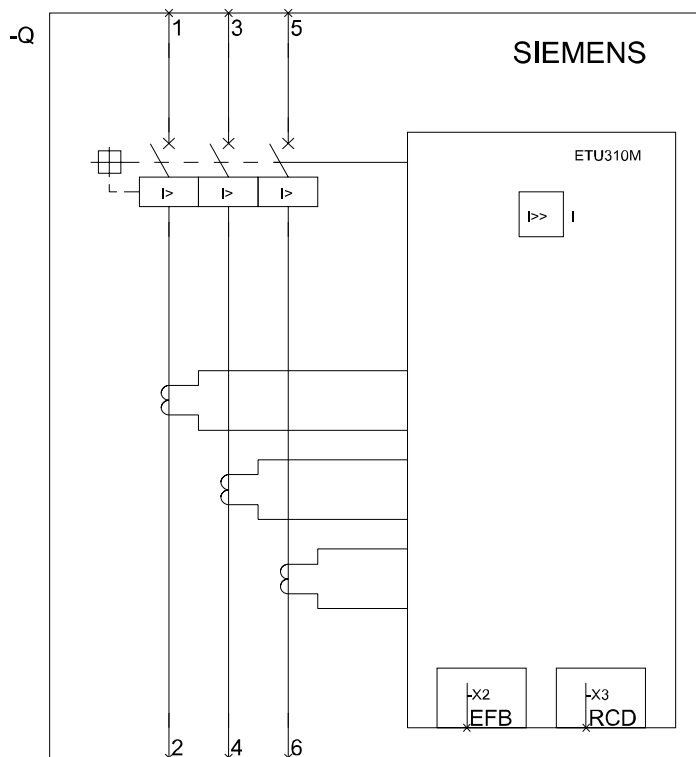 -Q
1 3 5
SIEMENS
ETU310M
I> I> I>
I>> I
-X2 -X3
EFB RCD
2 4 6